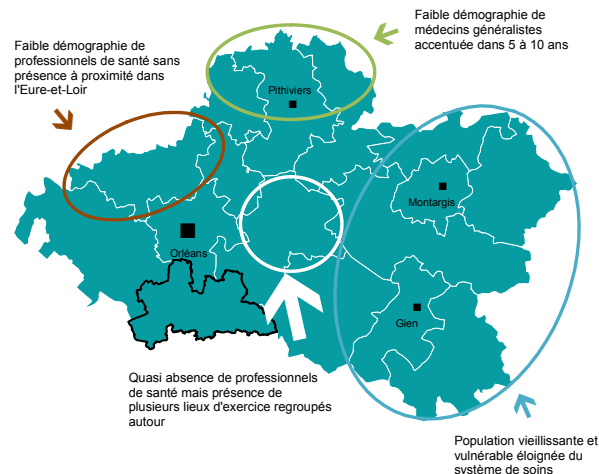 Faible démographie de
médecins généralistes
accentuée dans 5 à 10 ans
Faible démographie de
professionnels de santé sans
présence à proximité dans
l'Eure-et-Loir
Pithiviers
Montargis
Orléans
Gien
Quasi absence de professionnels
de santé mais présence de
plusieurs lieux d'exercice regroupés
autour
Population vieillissante et
vulnérable éloignée du
système de soins